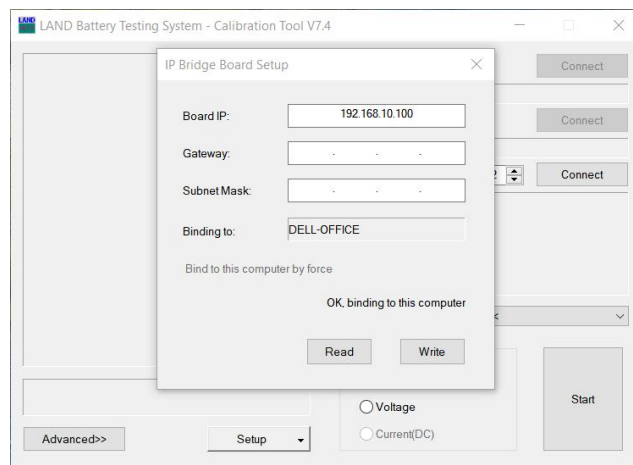 LAND
LAND Battery Testing System - Calibration Tool V7.4
IP Bridge Board Setup
Connect
Board IP: 192.168.10.100
Connect
Gateway: . . .
Connect
Subnet Mask: . . .
Binding to: DELL-OFFICE
Bind to this computer by force
OK, binding to this computer
Read
Write
Voltage
Start
Current(DC)
Advanced>>
Setup